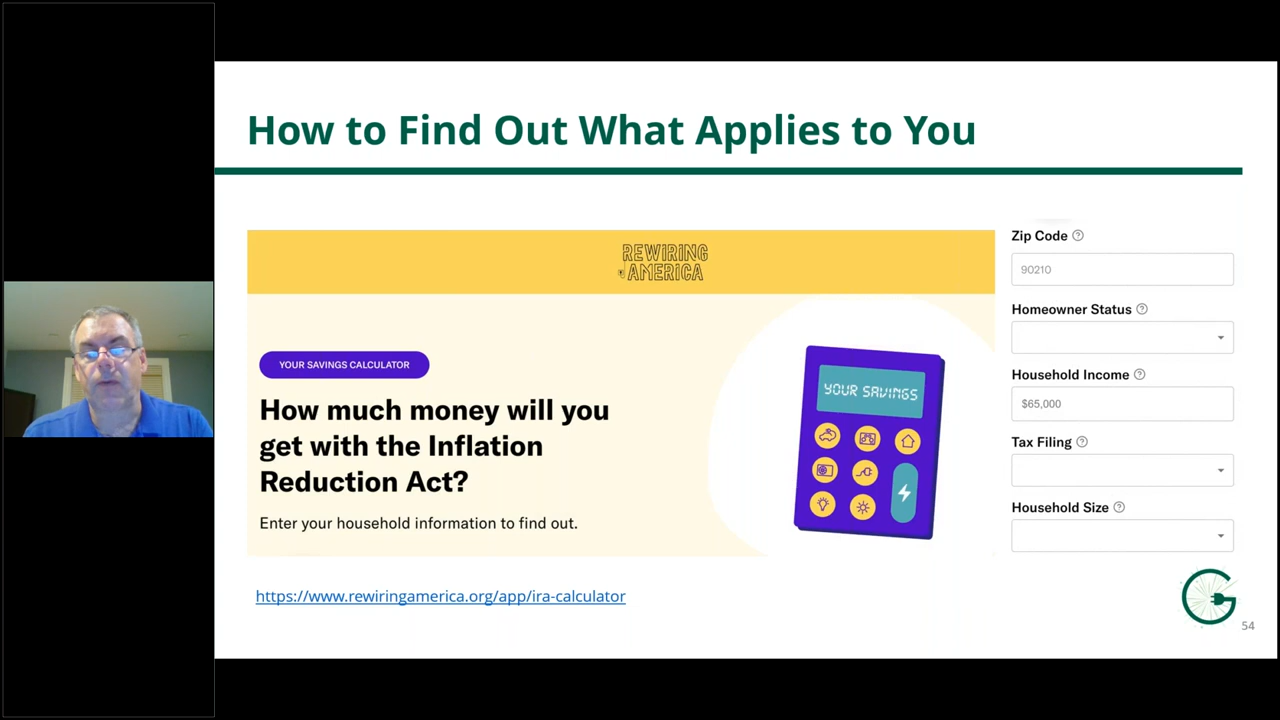 How to Find Out What Applies to You
REWIRING
AMERICA
YOUR SAVINGS CALCULATOR
How much money will you
get with the Inflation
Reduction Act?
Enter your household information to find out.
YOUR SAVINGS
Zip Code ?
90210
Homeowner Status ?
Household Income ?
$65,000
Tax Filing ?
Household Size ?
https://www.rewiringamerica.org/app/ira-calculator
G
54